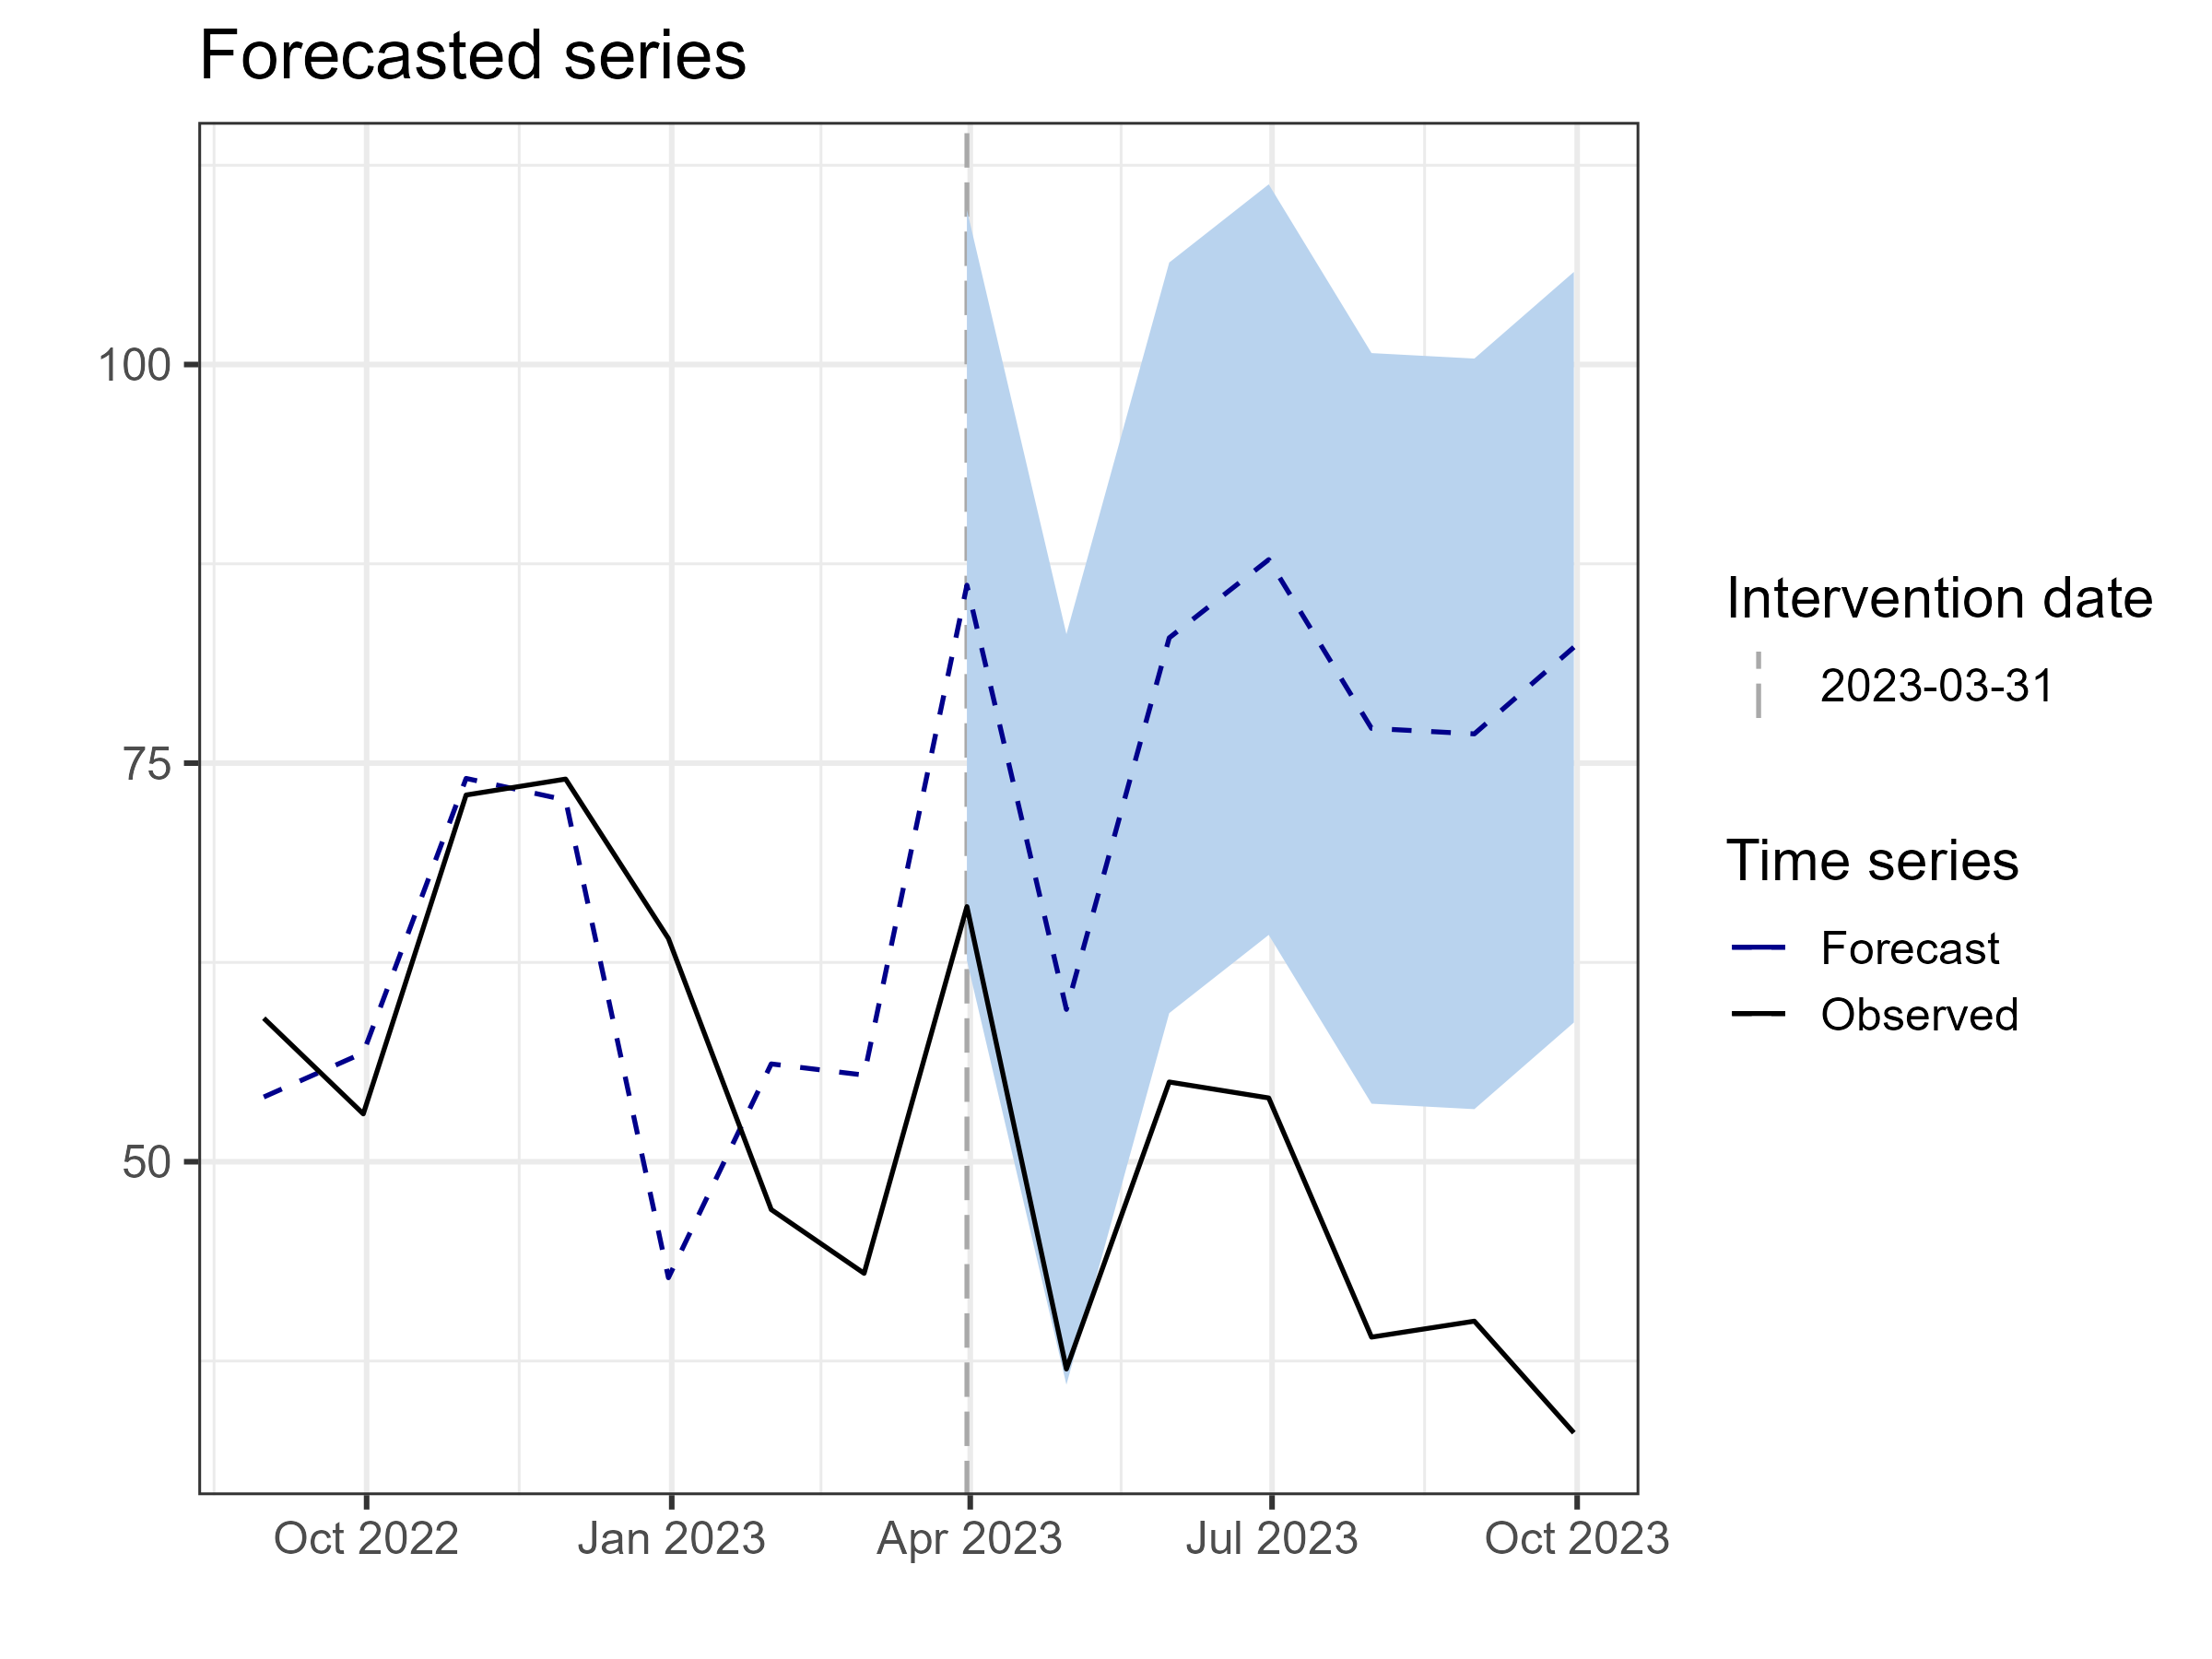 Forecasted series
100
75
50
Oct 2022
Jan 2023
Apr 2023
Jul 2023
Oct 2023
Intervention date
2023-03-31
Time series
Forecast
Observed